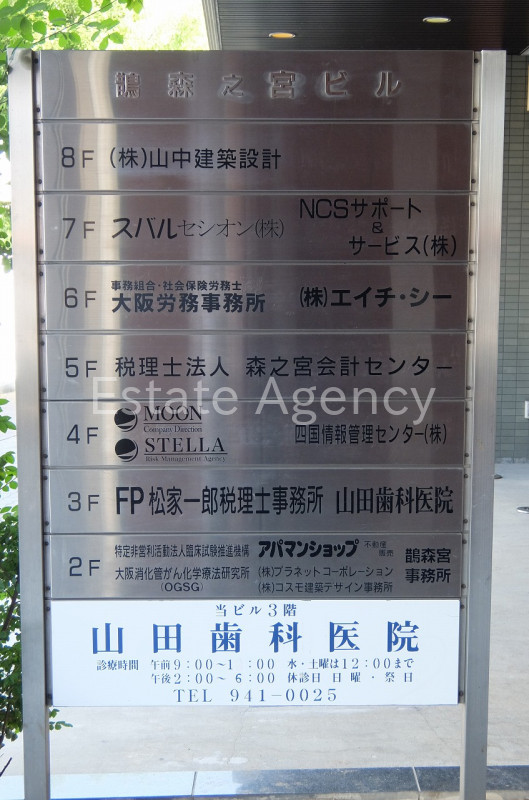 鵲森之宮ビル
8F (株)山中建築設計
7F スバルセシオン(株) NCSサポート&サービス(株)
6F 事務組合・社会保険労務士
大阪労務事務所 (株)エイチ・シー
5F 税理士法人 森之宮会計センター
Estate Agency
4F MOON
Company Direction
STELLA
Risk Management Agency
四国情報管理センター(株)
3F FP松家一郎税理士事務所 山田歯科医院
2F 特定非営利活動法人臨床試験推進機構
大阪消化管がん化学療法研究所
(OGSG)
アパマンショップ 不動産販売
(株)プラネットコーポレーション
(株)コスモ建築デザイン事務所
鵲森宮
事務所
当ビル3階
山田歯科医院
診療時間 午前9:00〜1 :00 水・土曜は12:00まで
午後2:00〜6:00 休診日 日曜・祭日
TEL 941-0025